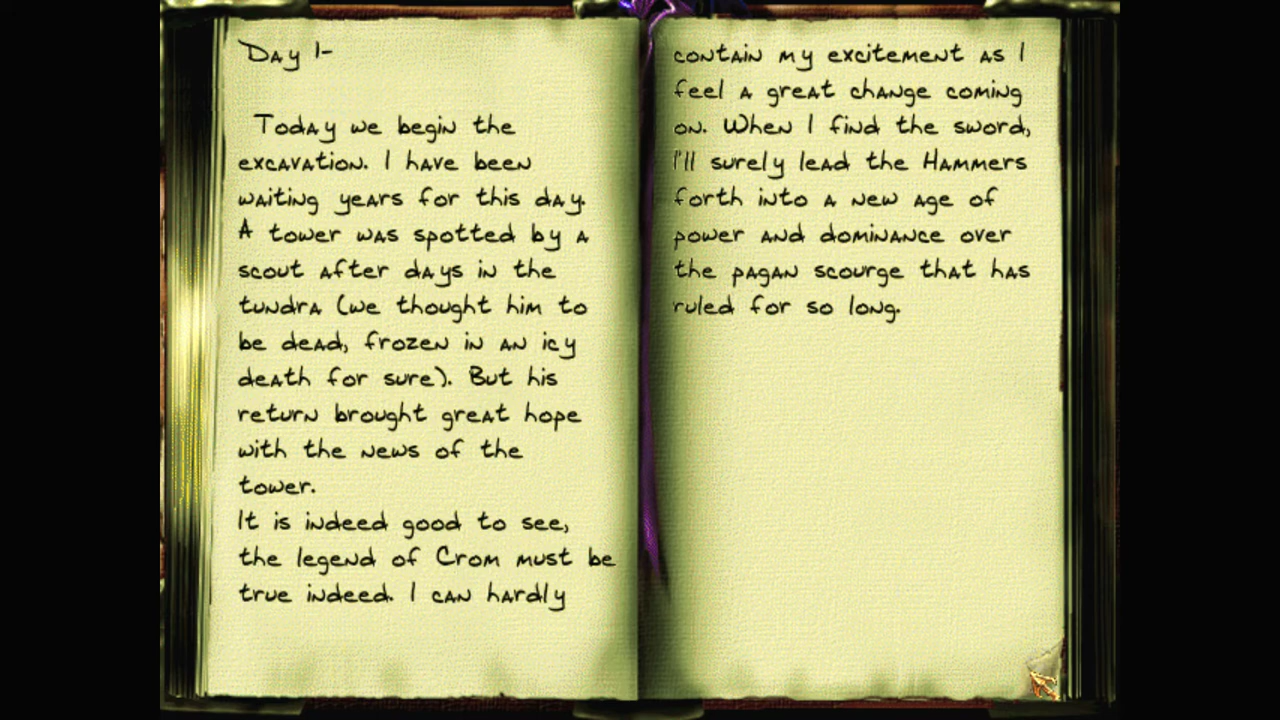 Day 1-
Today we begin the
excavation. I have been
waiting years for this day.
A tower was spotted by a
scout after days in the
tundra (we thought him to
be dead, frozen in an icy
death for sure). But his
return brought great hope
with the news of the
tower.
It is indeed good to see,
the legend of Crom must be
true indeed. I can hardly
contain my excitement as I
feel a great change coming
on. When I find the sword,
I'll surely lead the Hammers
forth into a new age of
power and dominance over
the pagan scourge that has
ruled for so long.